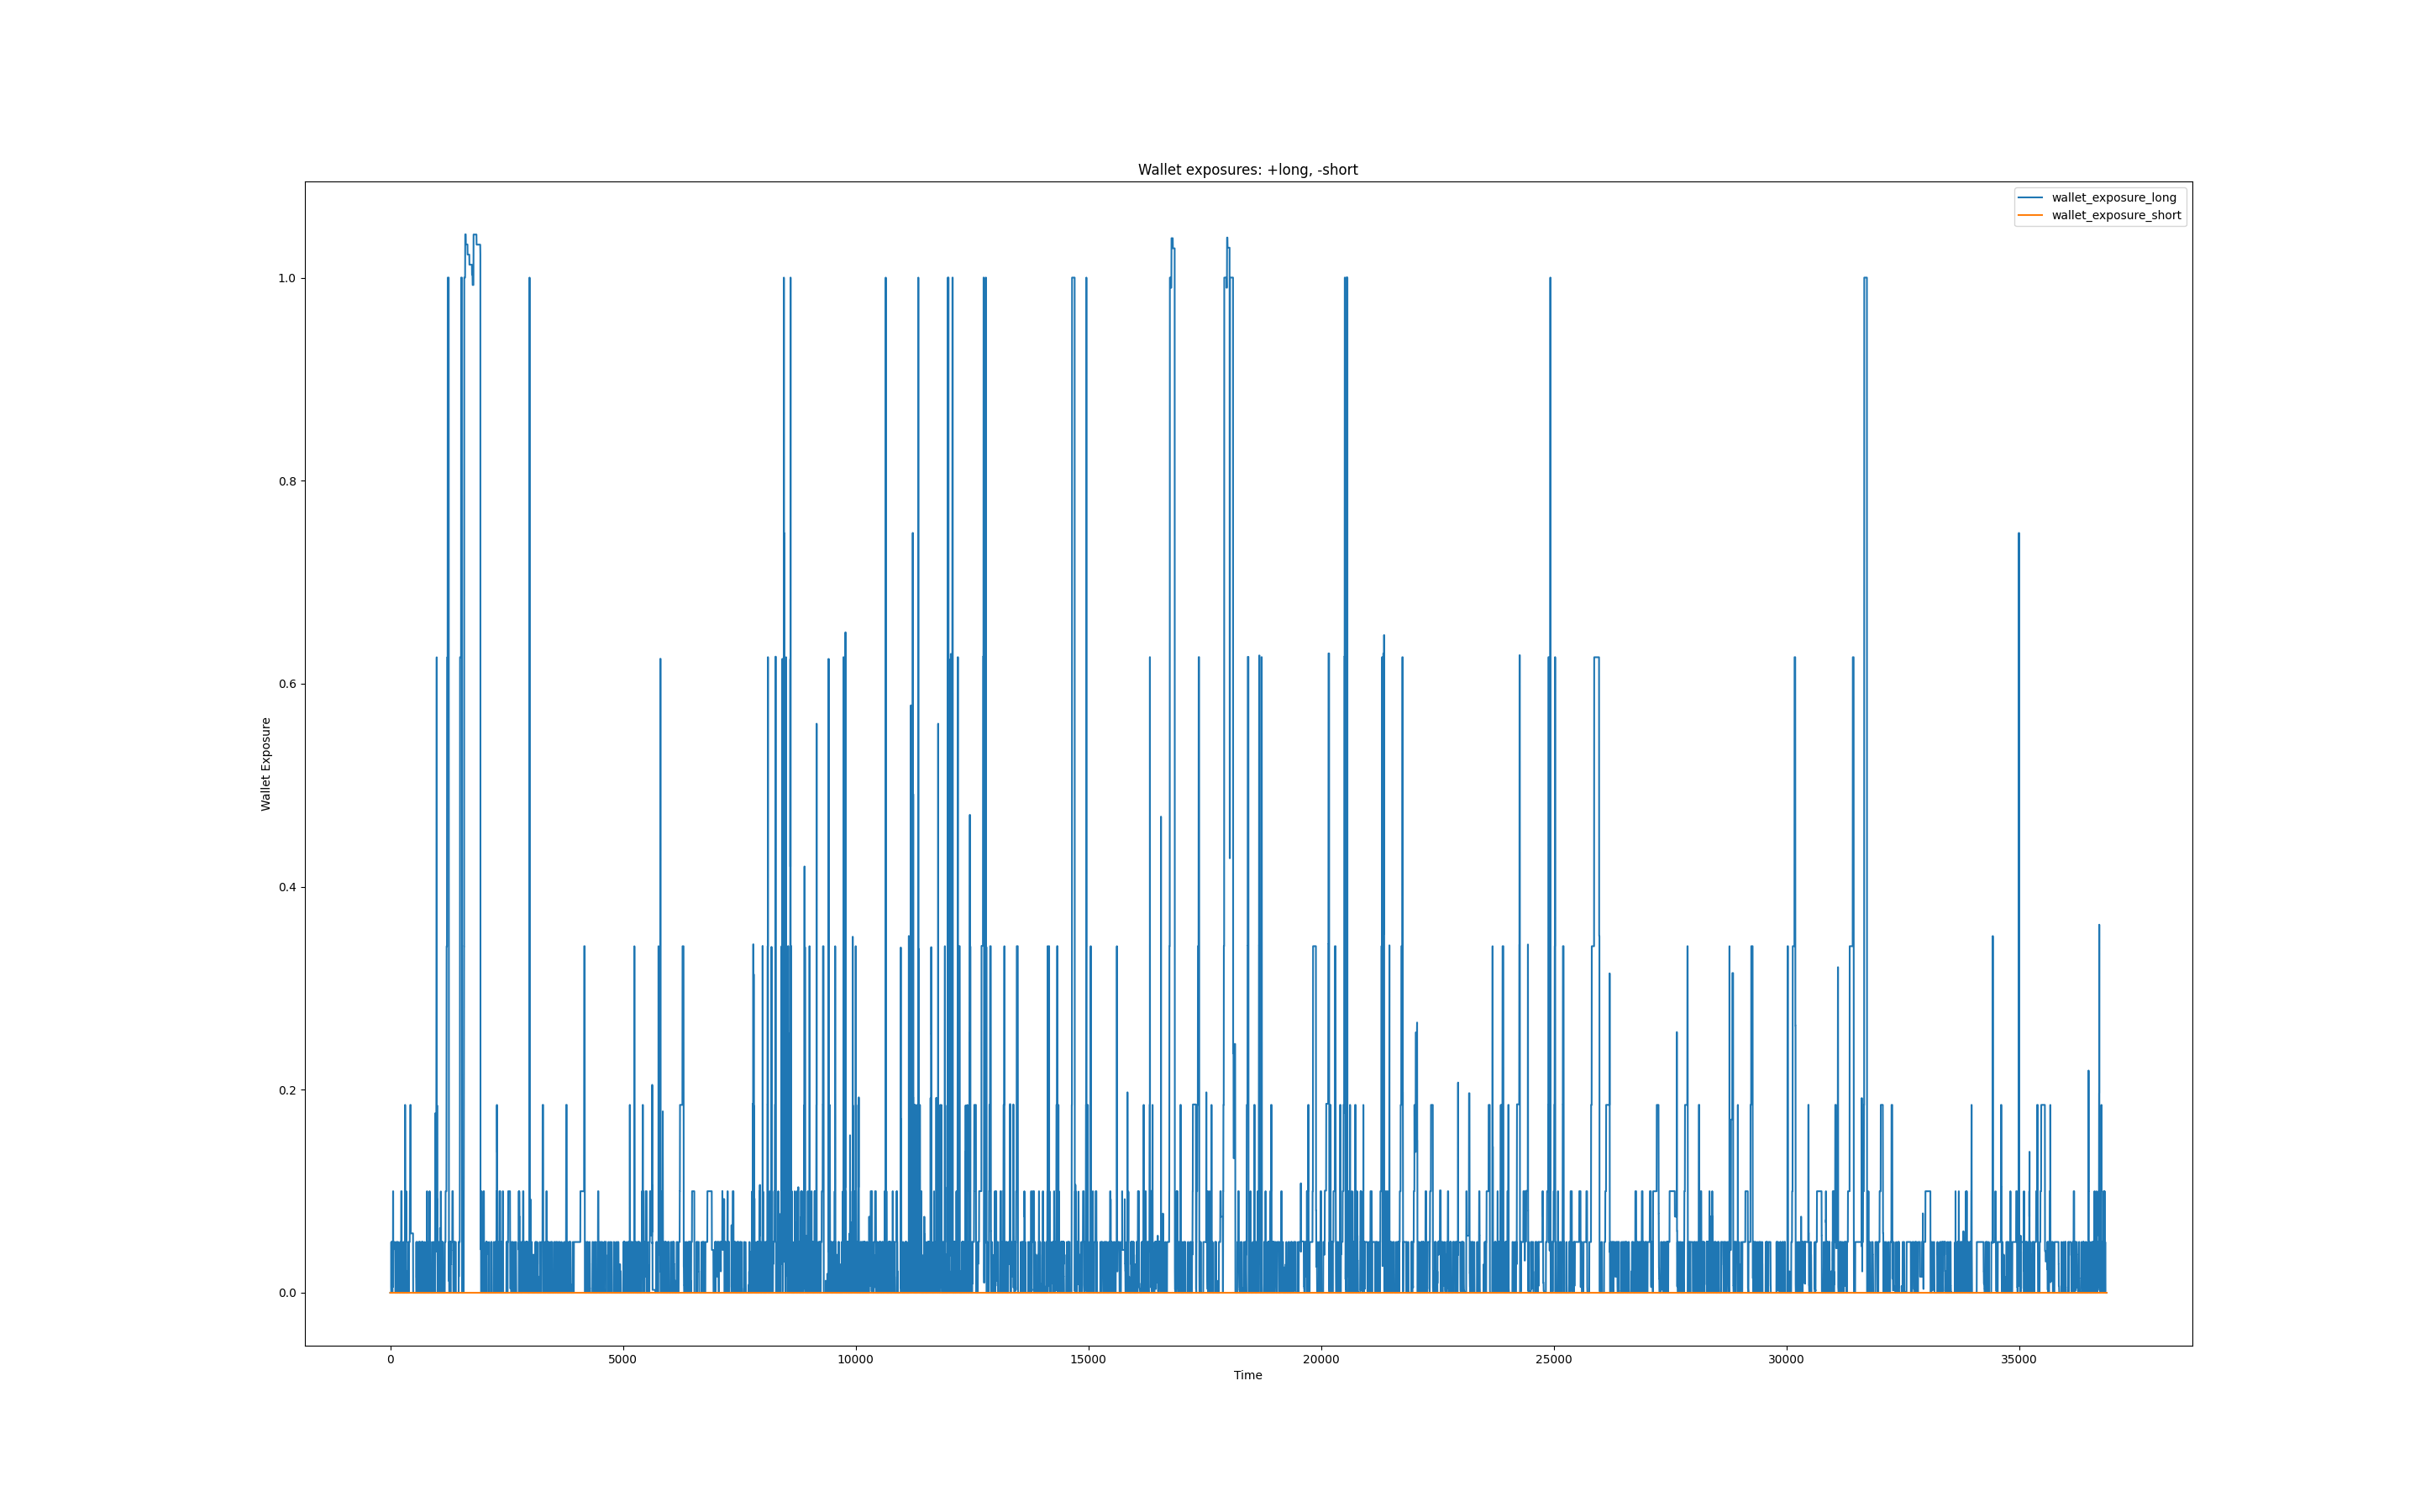 Wallet exposures: +long, -short
wallet_exposure_long
wallet_exposure_short
1.0
0.8
0.6
0.4
0.2
0.0
Wallet Exposure
0 5000 10000 15000 20000 25000 30000 35000
Time